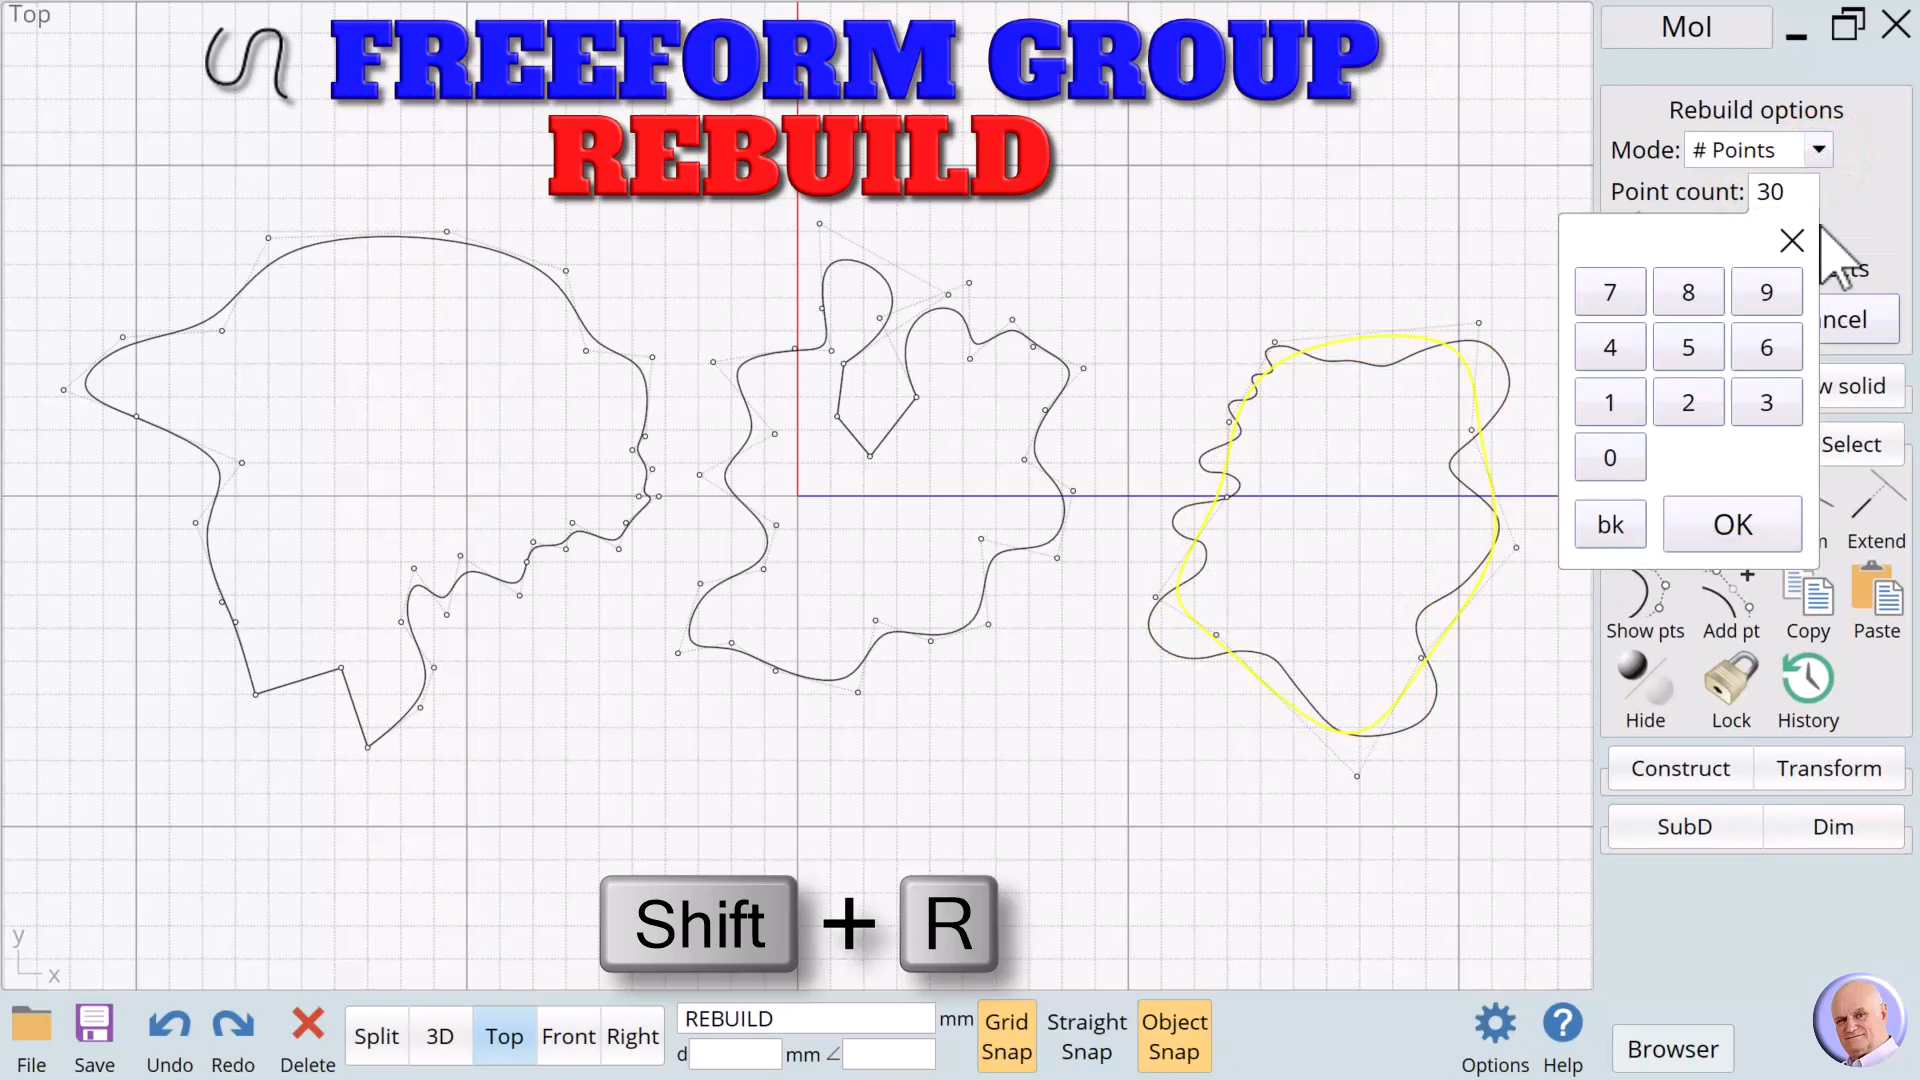 Top
FREEFORM GROUP
REBUILD
MoI
Rebuild options
Mode: # Points
Point count: 30
ts
7 8 9
ncel
4 5 6
w solid
1 2 3
Select
0
bk OK
m Extend
Show pts Add pt Copy Paste
Hide Lock History
Construct Transform
SubD Dim
Shift + R
y
x
File Save Undo Redo Delete
Split 3D Top Front Right
REBUILD mm
d mm
Grid Snap
Straight Snap
Object Snap
Options Help
Browser